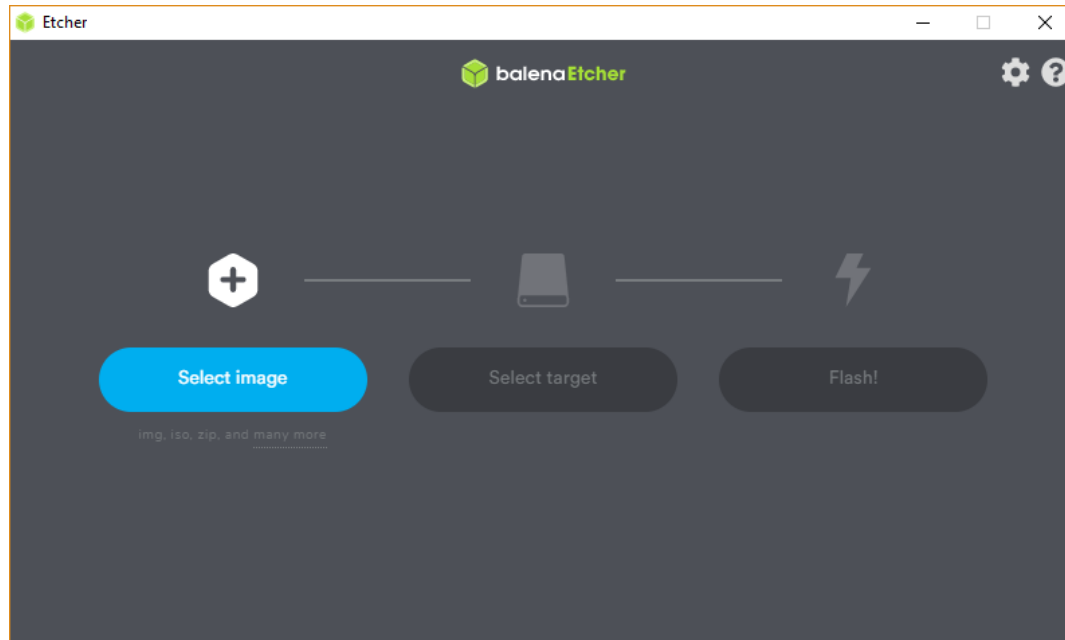 Etcher
balenaEtcher
Select image
Select target
Flash!
img, iso, zip, and many more